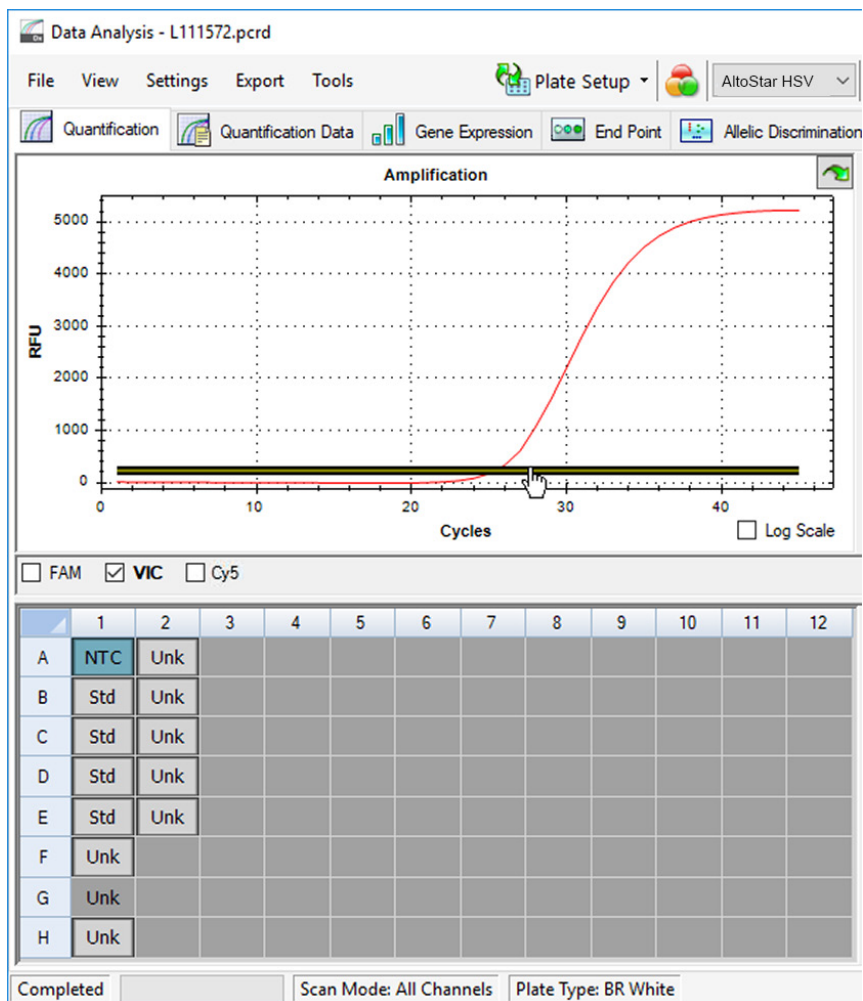 Data Analysis - L111572.pcrd
File View Settings Export Tools Plate Setup AltoStar HSV
Quantification Quantification Data Gene Expression End Point Allelic Discrimination
Amplification
5000
4000
3000
2000
1000
0
RFU
0 10 20 30 40
Cycles
Log Scale
FAM VIC Cy5
1 2 3 4 5 6 7 8 9 10 11 12
A NTC Unk
B Std Unk
C Std Unk
D Std Unk
E Std Unk
F Unk
G Unk
H Unk
Completed Scan Mode: All Channels Plate Type: BR White